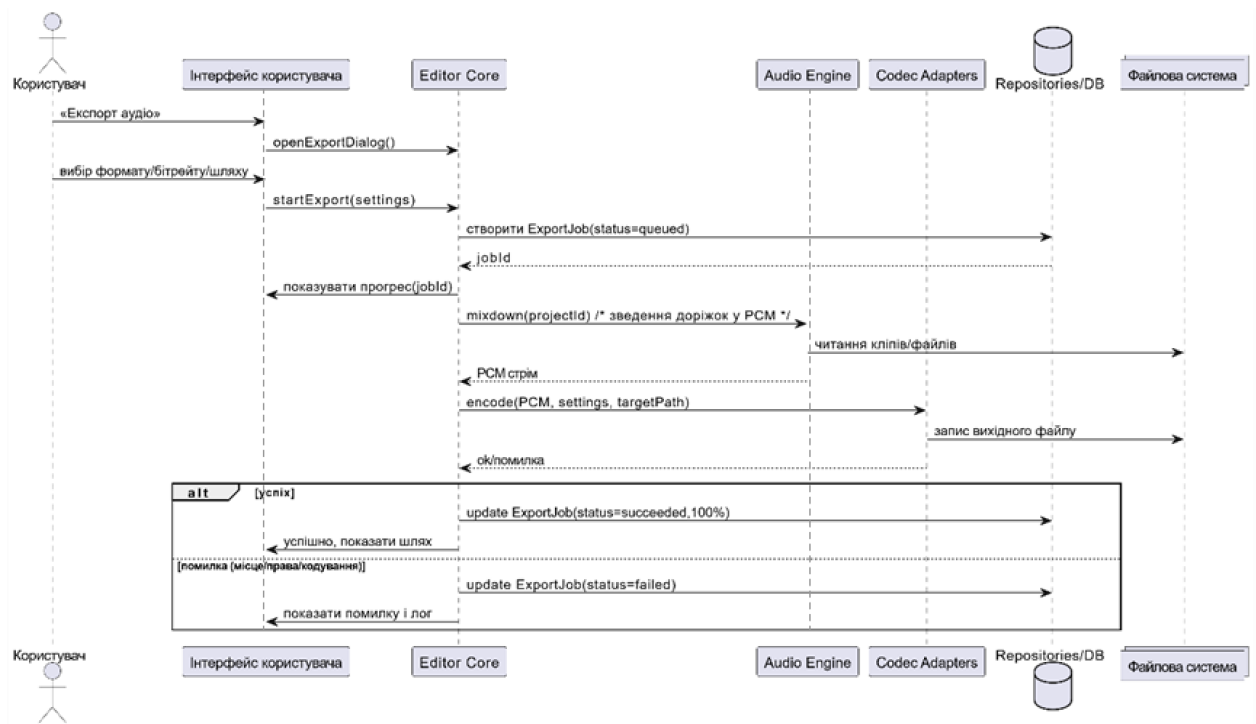 Користувач
Інтерфейс користувача
Editor Core
Audio Engine
Codec Adapters
Repositories/DB
Файлова система
«Експорт аудіо»
openExportDialog()
вибір формату/бітрейту/шляху
startExport(settings)
створити ExportJob(status=queued)
jobId
показувати прогрес(jobId)
mixdown(projectId) /* зведення доріжок у PCM */
читання кліпів/файлів
PCM стрім
encode(PCM, settings, targetPath)
запис вихідного файлу
ok/помилка
alt
[успіх]
update ExportJob(status=succeeded,100%)
успішно, показати шлях
[помилка (місце/права/кодування)]
update ExportJob(status=failed)
показати помилку і лог
Користувач
Інтерфейс користувача
Editor Core
Audio Engine
Codec Adapters
Repositories/DB
Файлова система